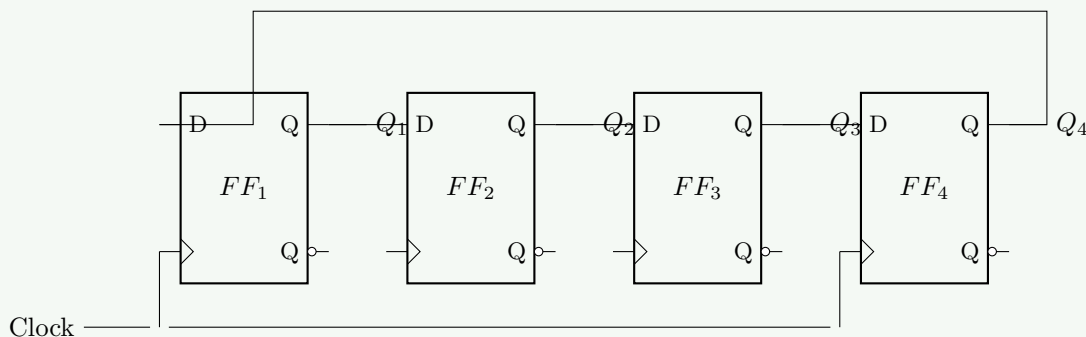 D Q Q₁ D Q Q₂ D Q Q₃ D Q Q₄
FF₁ FF₂ FF₃ FF₄
Q Q Q Q
Clock